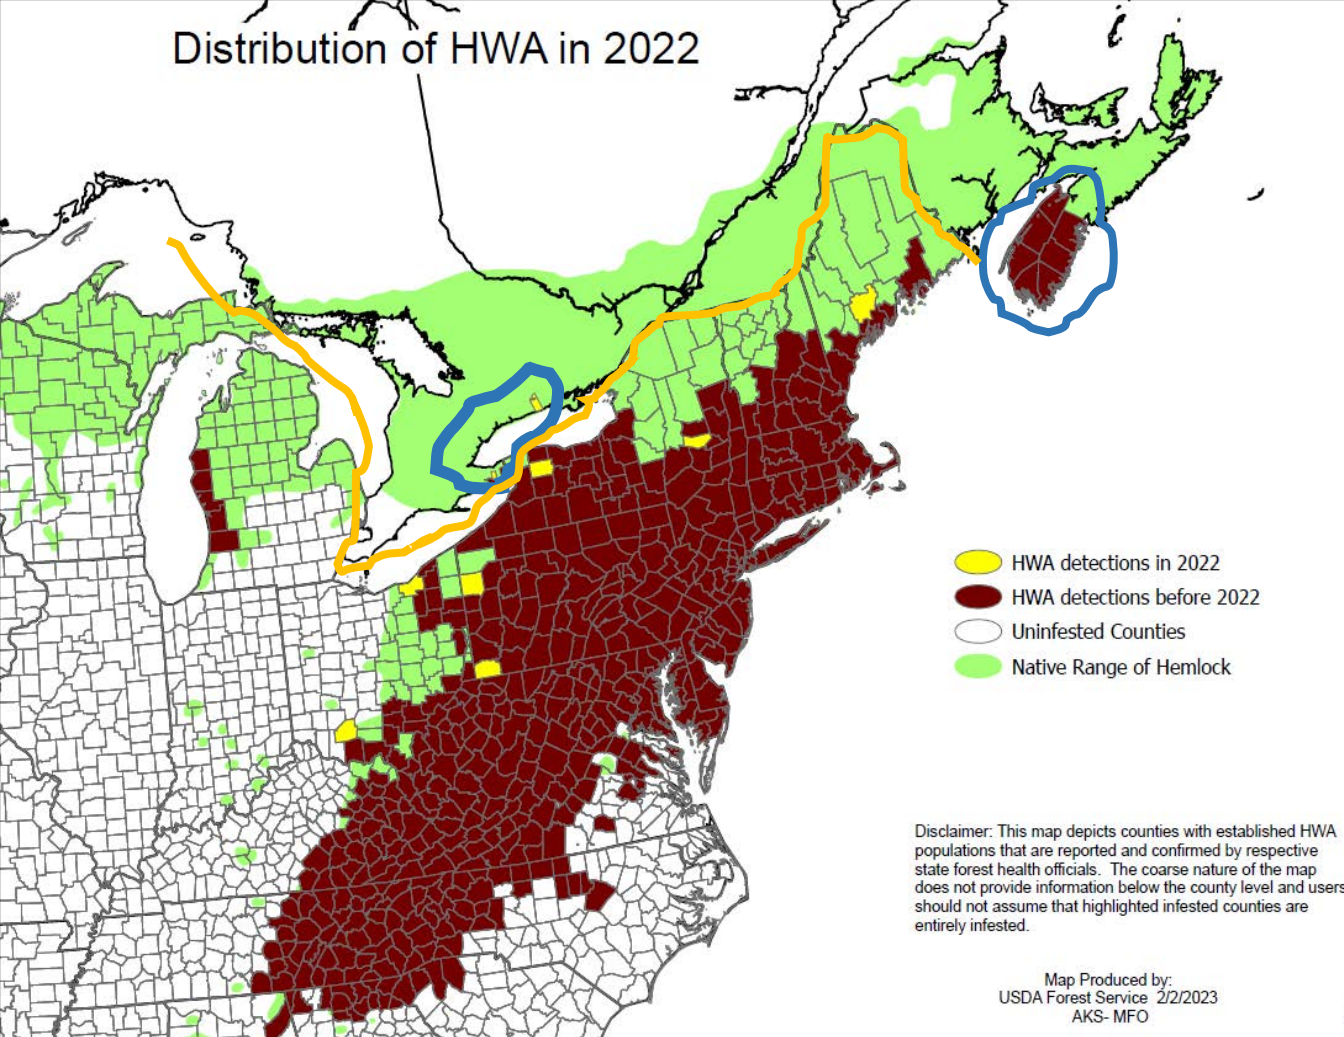 Distribution of HWA in 2022
HWA detections in 2022
HWA detections before 2022
Uninfested Counties
Native Range of Hemlock
Disclaimer: This map depicts counties with established HWA
populations that are reported and confirmed by respective
state forest health officials. The coarse nature of the map
does not provide information below the county level and users
should not assume that highlighted infested counties are
entirely infested.
Map Produced by:
USDA Forest Service 2/2/2023
AKS- MFO